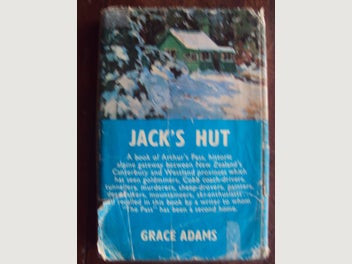 JACK'S HUT
A book of Arthur's Pass, historic
alpine gateway between New Zealand's
Canterbury and Westland provinces which
has seen goldminers, Cobb coach-drivers,
tunnellers, murderers, sheep-drovers, painters,
mountaineers, ski-enthusiasts
recalled in this book by a writer to whom
"The Pass" has been a second home.
GRACE ADAMS